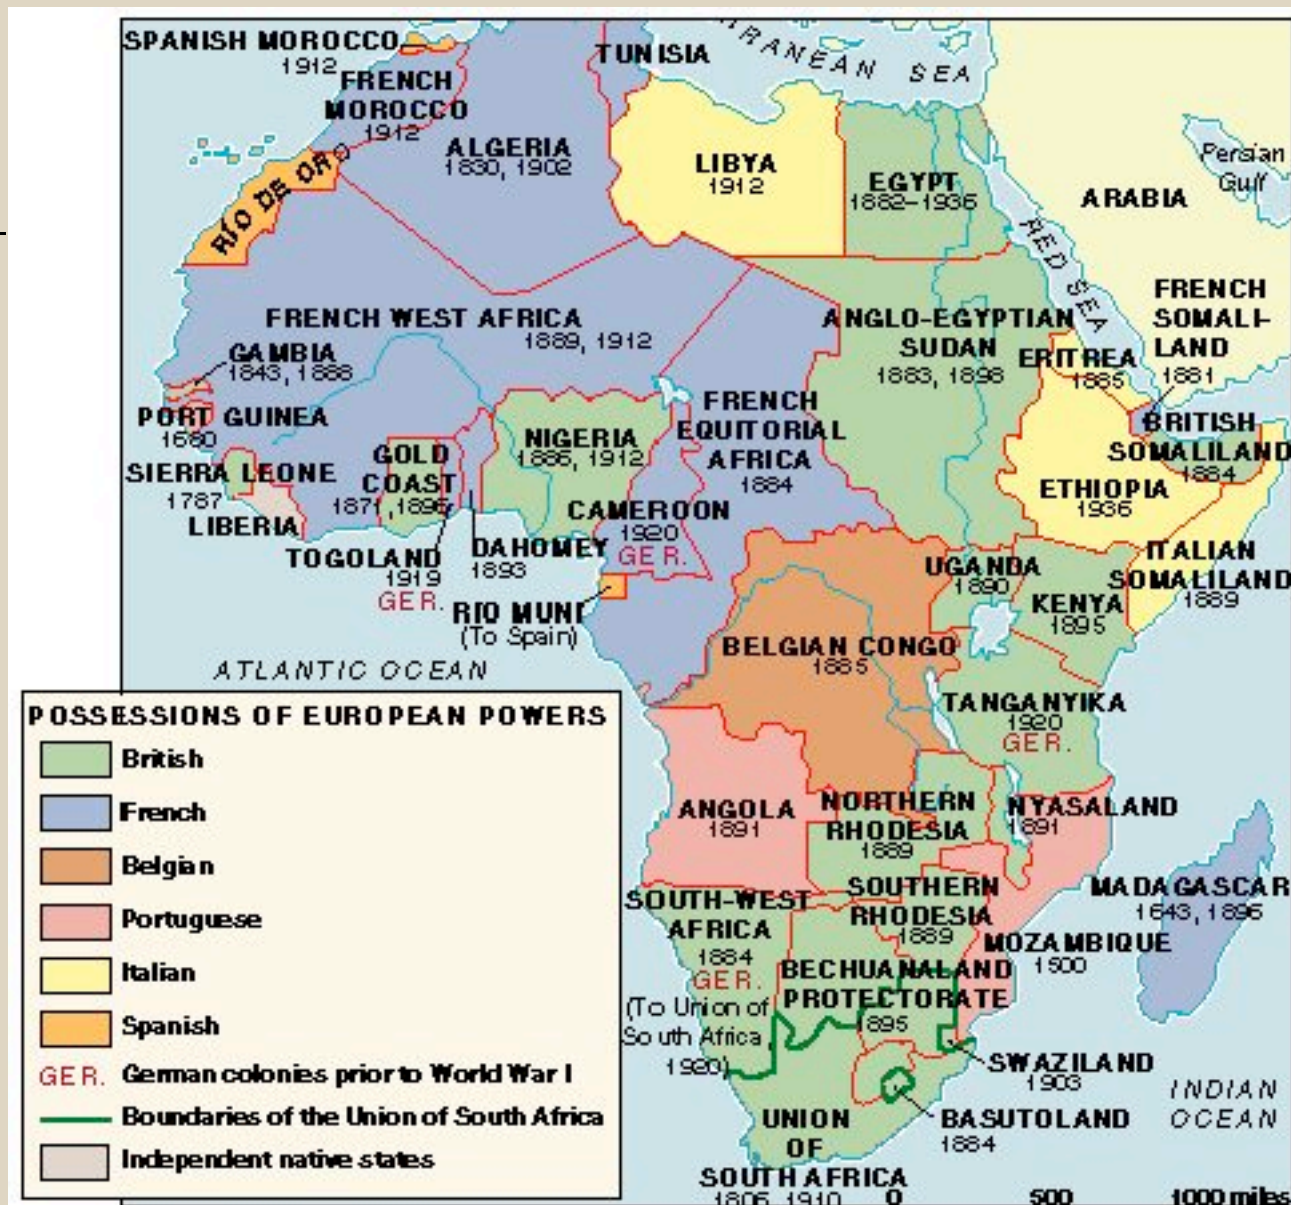 SPANISH MOROCCO
1912
FRENCH
MOROCCO
1912
TUNISIA
RANEAN SEA
ALGERIA
1830, 1902
LIBYA
1912
EGYPT
1882–1936
Persian
Gulf
ARABIA
RÍO DE OR
RED SEA
FRENCH WEST AFRICA
1889, 1912
ANGLO-EGYPTIAN
SUDAN
1883, 1898
ERITREA
1885
FRENCH
SOMALI-
LAND
1881
GAMBIA
1843, 1888
PORT GUINEA
1680
SIERRA LEONE
1787
LIBERIA
GOLD
COAST
1871, 1896
NIGERIA
1886, 1912
FRENCH
EQUITORIAL
AFRICA
1884
BRITISH
SOMALILAND
1884
ETHIOPIA
1936
CAMEROON
1920
GER.
TOGOLAND
1919
GER.
DAHOMEY
1893
RÍO MUNI
(To Spain)
UGANDA
1890
KENYA
1895
ITALIAN
SOMALILAND
1889
BELGIAN CONGO
1885
ATLANTIC OCEAN
TANGANYIKA
1920
GER.
ANGOLA
1891
NORTHERN
RHODESIA
1889
NYASALAND
1891
SOUTHERN
RHODESIA
1889
MADAGASCAR
1643, 1896
SOUTH-WEST
AFRICA
1884
GER.
(To Union of
South Africa
1920)
MOZAMBIQUE
1500
BECHUANALAND
PROTECTORATE
1895
SWAZILAND
1903
BASUTOLAND
1884
INDIAN
OCEAN
UNION
OF
SOUTH AFRICA
1806, 1910
0 500 1000 miles
POSSESSIONS OF EUROPEAN POWERS
British
French
Belgian
Portuguese
Italian
Spanish
GER. German colonies prior to World War I
Boundaries of the Union of South Africa
Independent native states